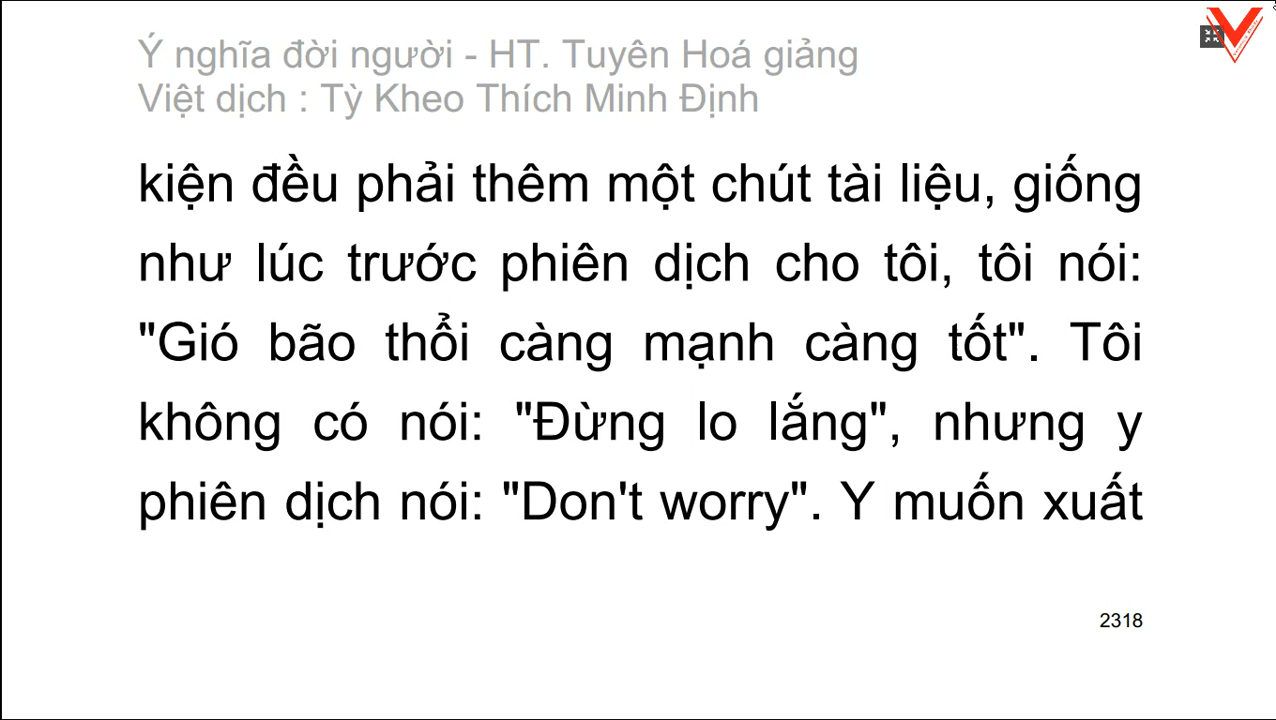 Ý nghĩa đời người - HT. Tuyên Hoá giảng
Việt dịch : Tỳ Kheo Thích Minh Định
kiện đều phải thêm một chút tài liệu, giống
như lúc trước phiên dịch cho tôi, tôi nói:
"Gió bão thổi càng mạnh càng tốt". Tôi
không có nói: "Đừng lo lắng", nhưng y
phiên dịch nói: "Don't worry". Y muốn xuất
2318